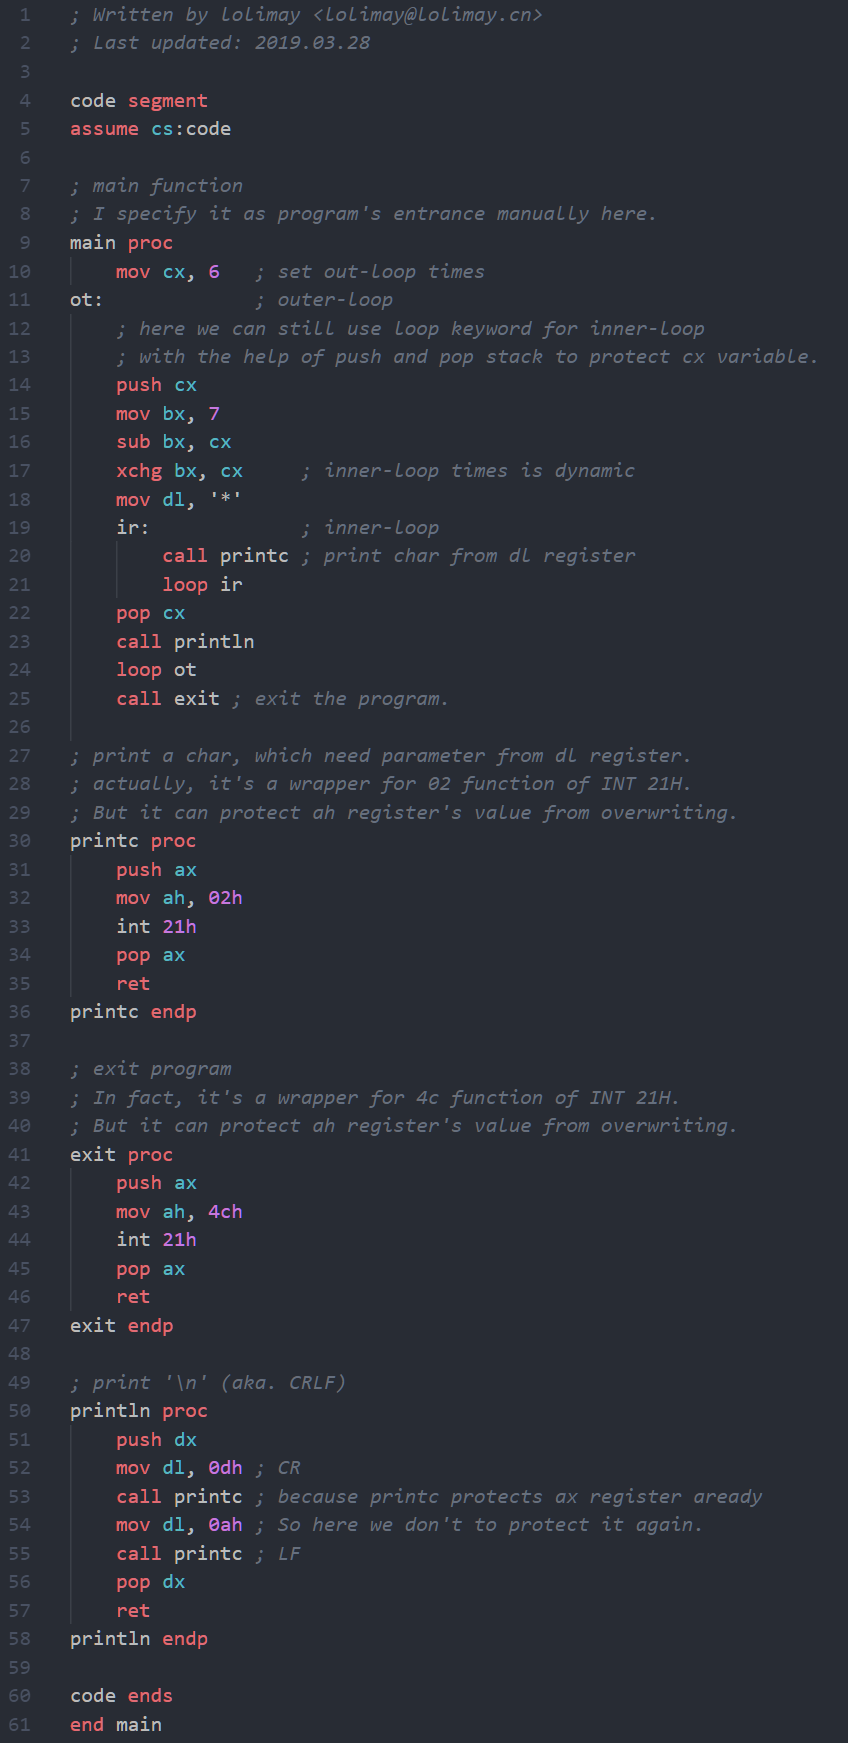 1 ; Written by lolimay <lolimay@lolimay.cn>
2 ; Last updated: 2019.03.28
3
4 code segment
5 assume cs:code
6
7 ; main function
8 ; I specify it as program's entrance manually here.
9 main proc
10     mov cx, 6   ; set out-loop times
11 ot:             ; outer-loop
12     ; here we can still use loop keyword for inner-loop
13     ; with the help of push and pop stack to protect cx variable.
14     push cx
15     mov bx, 7
16     sub bx, cx
17     xchg bx, cx     ; inner-loop times is dynamic
18     mov dl, '*'
19     ir:             ; inner-loop
20         call printc ; print char from dl register
21         loop ir
22     pop cx
23     call println
24     loop ot
25     call exit ; exit the program.
26
27 ; print a char, which need parameter from dl register.
28 ; actually, it's a wrapper for 02 function of INT 21H.
29 ; But it can protect ah register's value from overwriting.
30 printc proc
31     push ax
32     mov ah, 02h
33     int 21h
34     pop ax
35     ret
36 printc endp
37
38 ; exit program
39 ; In fact, it's a wrapper for 4c function of INT 21H.
40 ; But it can protect ah register's value from overwriting.
41 exit proc
42     push ax
43     mov ah, 4ch
44     int 21h
45     pop ax
46     ret
47 exit endp
48
49 ; print '\n' (aka. CRLF)
50 println proc
51     push dx
52     mov dl, 0dh ; CR
53     call printc ; because printc protects ax register aready
54     mov dl, 0ah ; So here we don't to protect it again.
55     call printc ; LF
56     pop dx
57     ret
58 println endp
59
60 code ends
61 end main